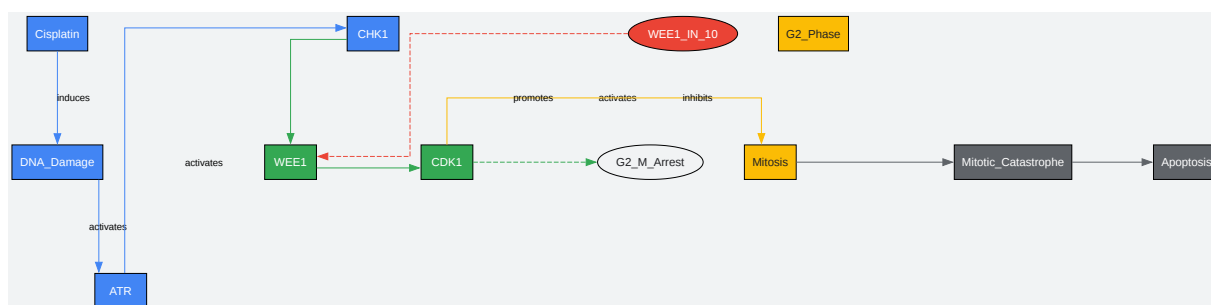 Cisplatin
CHK1
WEE1_IN_10
G2_Phase
induces
promotes
activates
inhibits
DNA_Damage
activates
WEE1
CDK1
G2_M_Arrest
Mitosis
Mitotic_Catastrophe
Apoptosis
activates
ATR